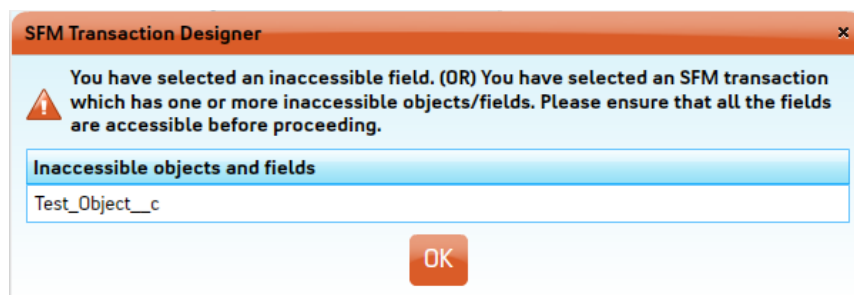 SFM Transaction Designer
×
You have selected an inaccessible field. (OR) You have selected an SFM transaction
which has one or more inaccessible objects/fields. Please ensure that all the fields
are accessible before proceeding.
Inaccessible objects and fields
Test_Object__c
OK